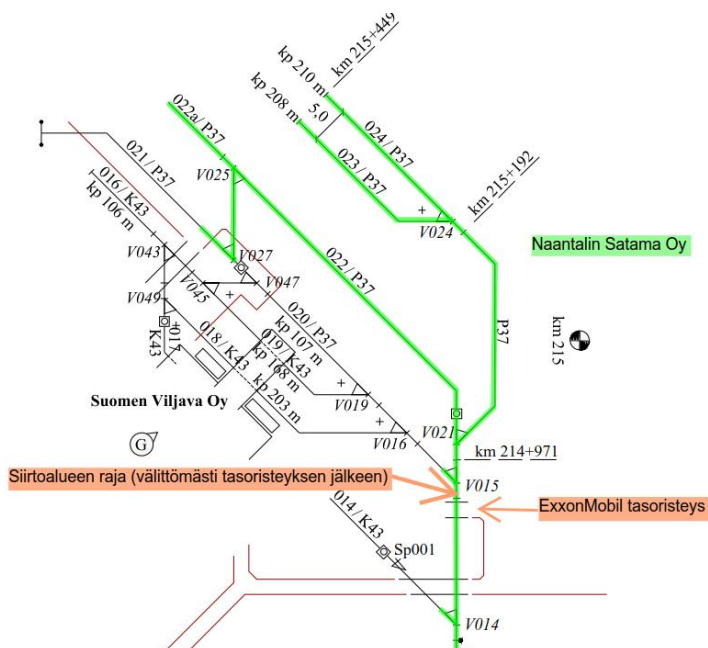 km 215+449
kp 210 m
kp 208 m
5,0
024/ P37
023/ P37
km 215+192
V024
022a/ P37
021/ P37
016/ K43
kp 106 m
V025
V027
V043
V049
V045
V047
+
+
Naantalin Satama Oy
P37
km 215
022/ P37
020/ P37
kp 107 m
019/ K43
kp 168 m
018/ K43
kp 203 m
+017
K43
+
V019
+
V016
V021
Suomen Viljava Oy
G
km 214+971
Siirtoalueen raja (välittömästi tasoristeyksen jälkeen)
V015
ExxonMobil tasoristeys
014/ K43
Sp001
V014